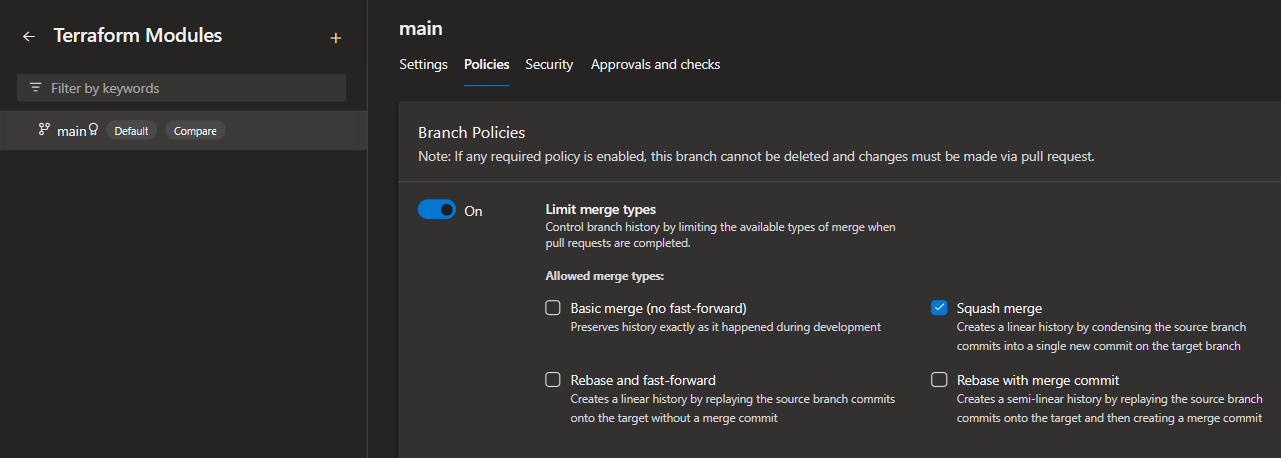 Terraform Modules
Filter by keywords
main Default Compare
main
Settings Policies Security Approvals and checks
Branch Policies
Note: If any required policy is enabled, this branch cannot be deleted and changes must be made via pull request.
On
Limit merge types
Control branch history by limiting the available types of merge when
pull requests are completed.
Allowed merge types:
Basic merge (no fast-forward)
Preserves history exactly as it happened during development
Squash merge
Creates a linear history by condensing the source branch
commits into a single new commit on the target branch
Rebase and fast-forward
Creates a linear history by replaying the source branch commits
onto the target without a merge commit
Rebase with merge commit
Creates a semi-linear history by replaying the source branch
commits onto the target and then creating a merge commit